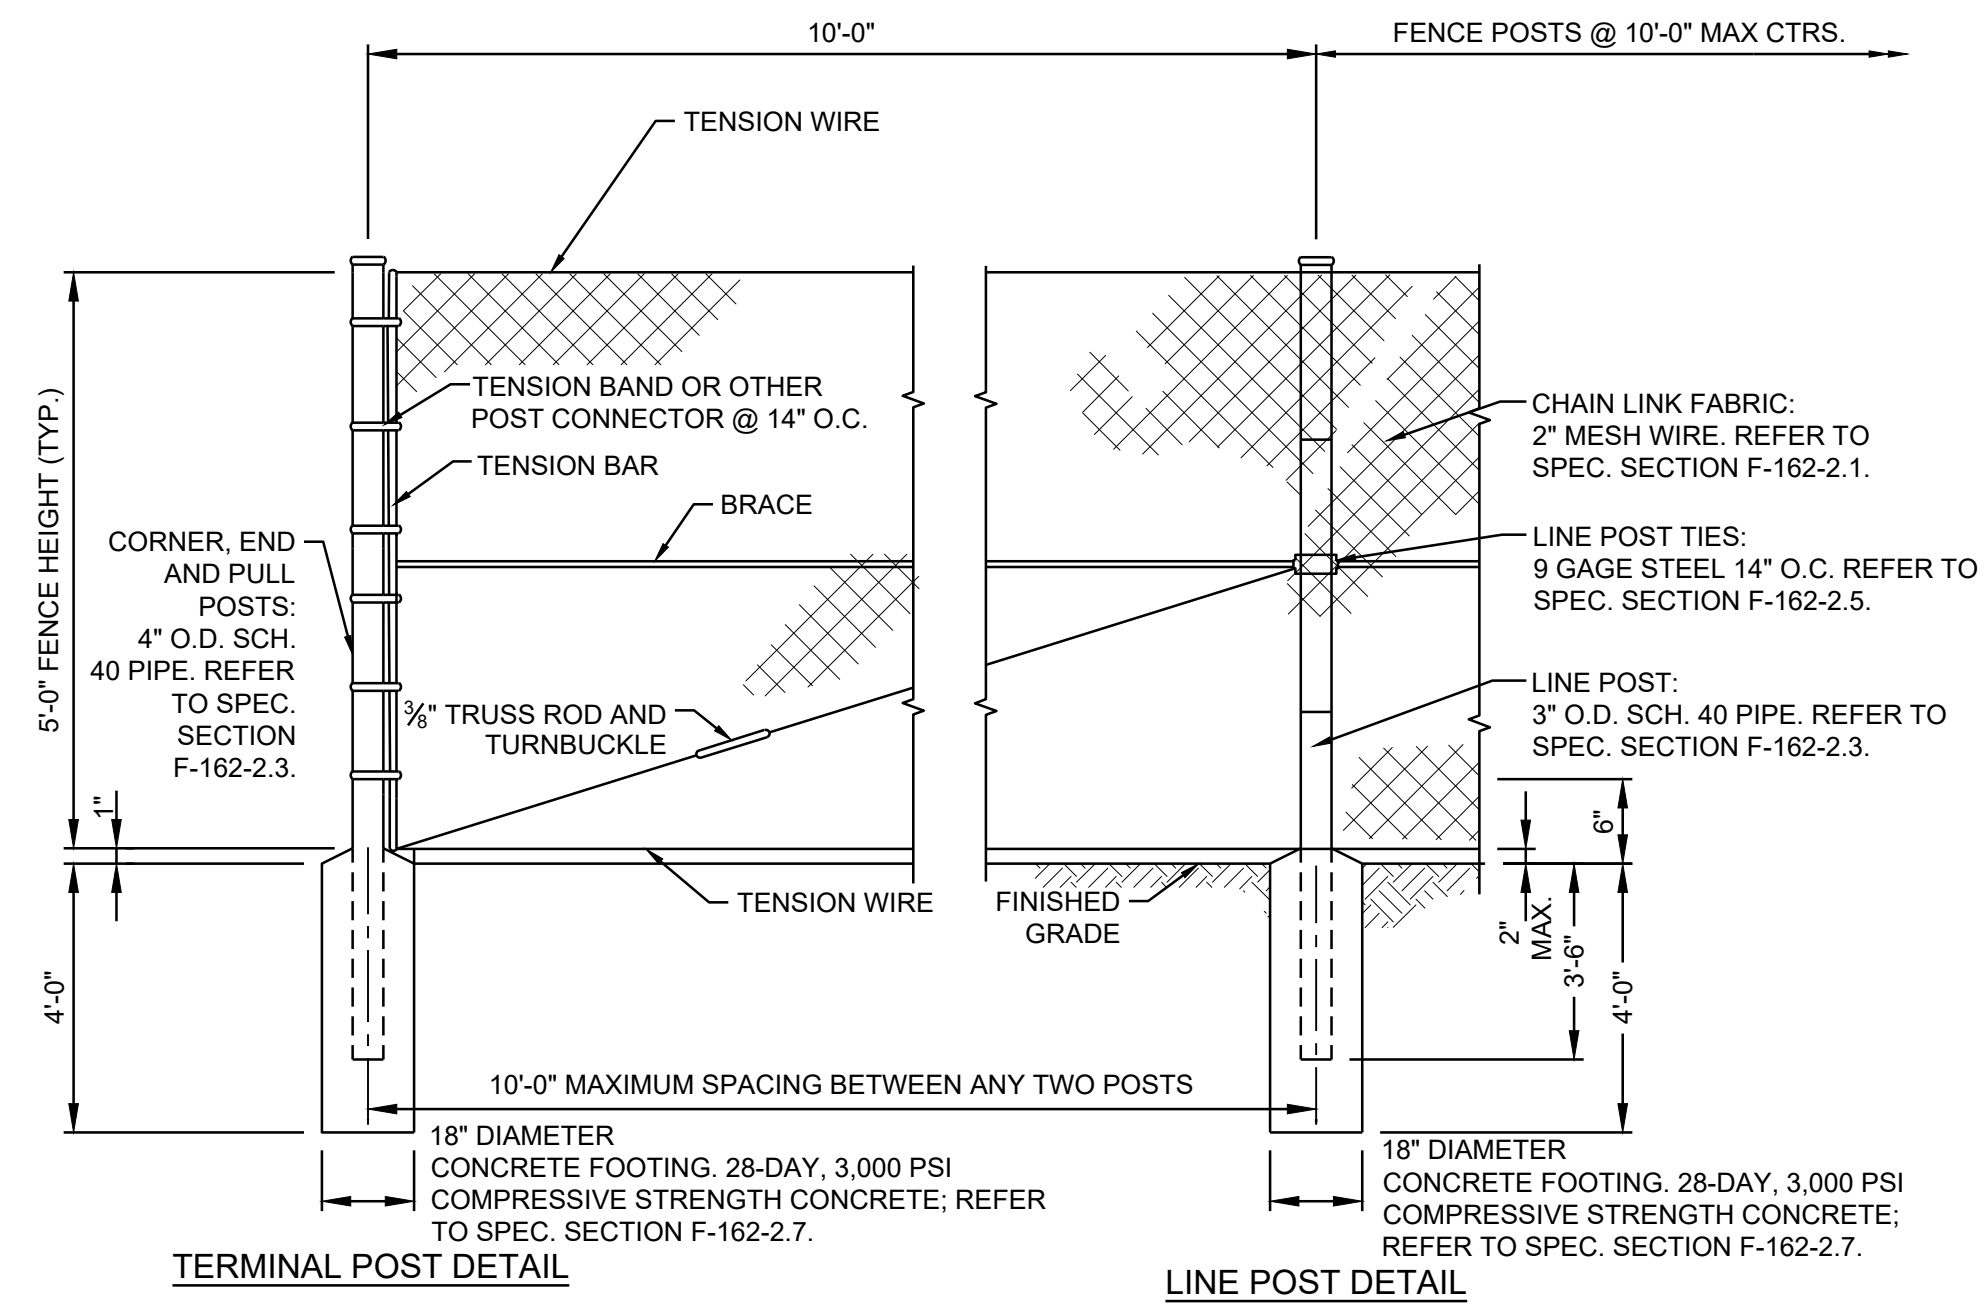 10'-0"
FENCE POSTS @ 10'-0" MAX CTRS.
TENSION WIRE
TENSION BAND OR OTHER
POST CONNECTOR @ 14" O.C.
TENSION BAR
BRACE
5'-0" FENCE HEIGHT (TYP.)
CORNER, END
AND PULL
POSTS:
4" O.D. SCH.
40 PIPE. REFER
TO SPEC.
SECTION
F-162-2.3.
3/8" TRUSS ROD AND
TURNBUCKLE
CHAIN LINK FABRIC:
2" MESH WIRE. REFER TO
SPEC. SECTION F-162-2.1.
LINE POST TIES:
9 GAGE STEEL 14" O.C. REFER TO
SPEC. SECTION F-162-2.5.
LINE POST:
3" O.D. SCH. 40 PIPE. REFER TO
SPEC. SECTION F-162-2.3.
1"
6"
TENSION WIRE
FINISHED
GRADE
2"
MAX.
3'-6"
4'-0"
4'-0"
10'-0" MAXIMUM SPACING BETWEEN ANY TWO POSTS
18" DIAMETER
CONCRETE FOOTING. 28-DAY, 3,000 PSI
COMPRESSIVE STRENGTH CONCRETE; REFER
TO SPEC. SECTION F-162-2.7.
TERMINAL POST DETAIL
18" DIAMETER
CONCRETE FOOTING. 28-DAY, 3,000 PSI
COMPRESSIVE STRENGTH CONCRETE;
REFER TO SPEC. SECTION F-162-2.7.
LINE POST DETAIL